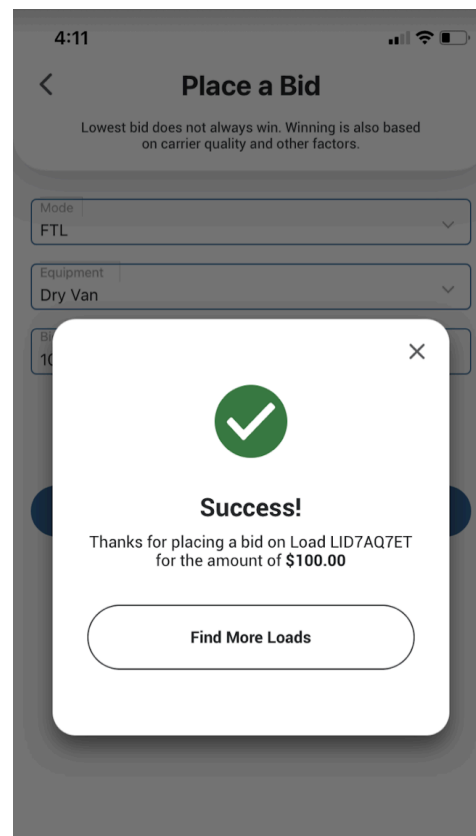 4:11
Place a Bid
Lowest bid does not always win. Winning is also based
on carrier quality and other factors.
Mode
FTL
Equipment
Dry Van
Success!
Thanks for placing a bid on Load LID7AQ7ET
for the amount of $100.00
Find More Loads